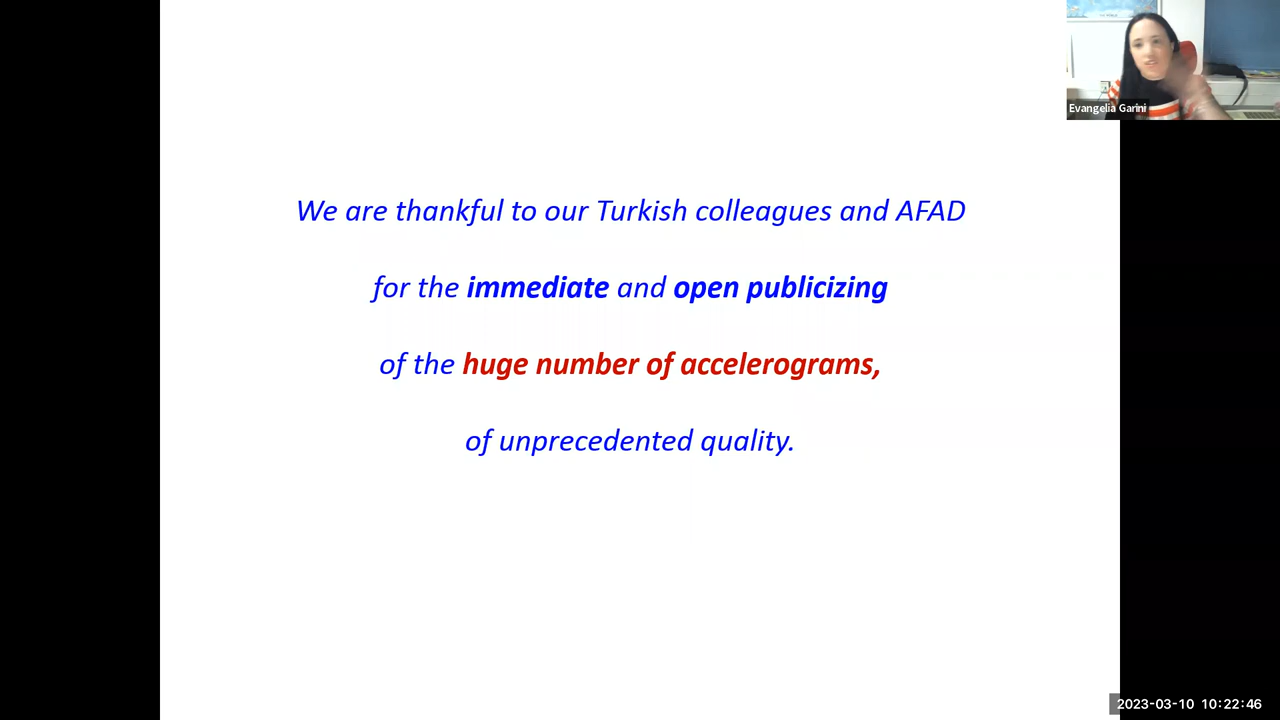 Evangelia Garini
We are thankful to our Turkish colleagues and AFAD
for the immediate and open publicizing
of the huge number of accelerograms,
of unprecedented quality.
2023-03-10 10:22:46